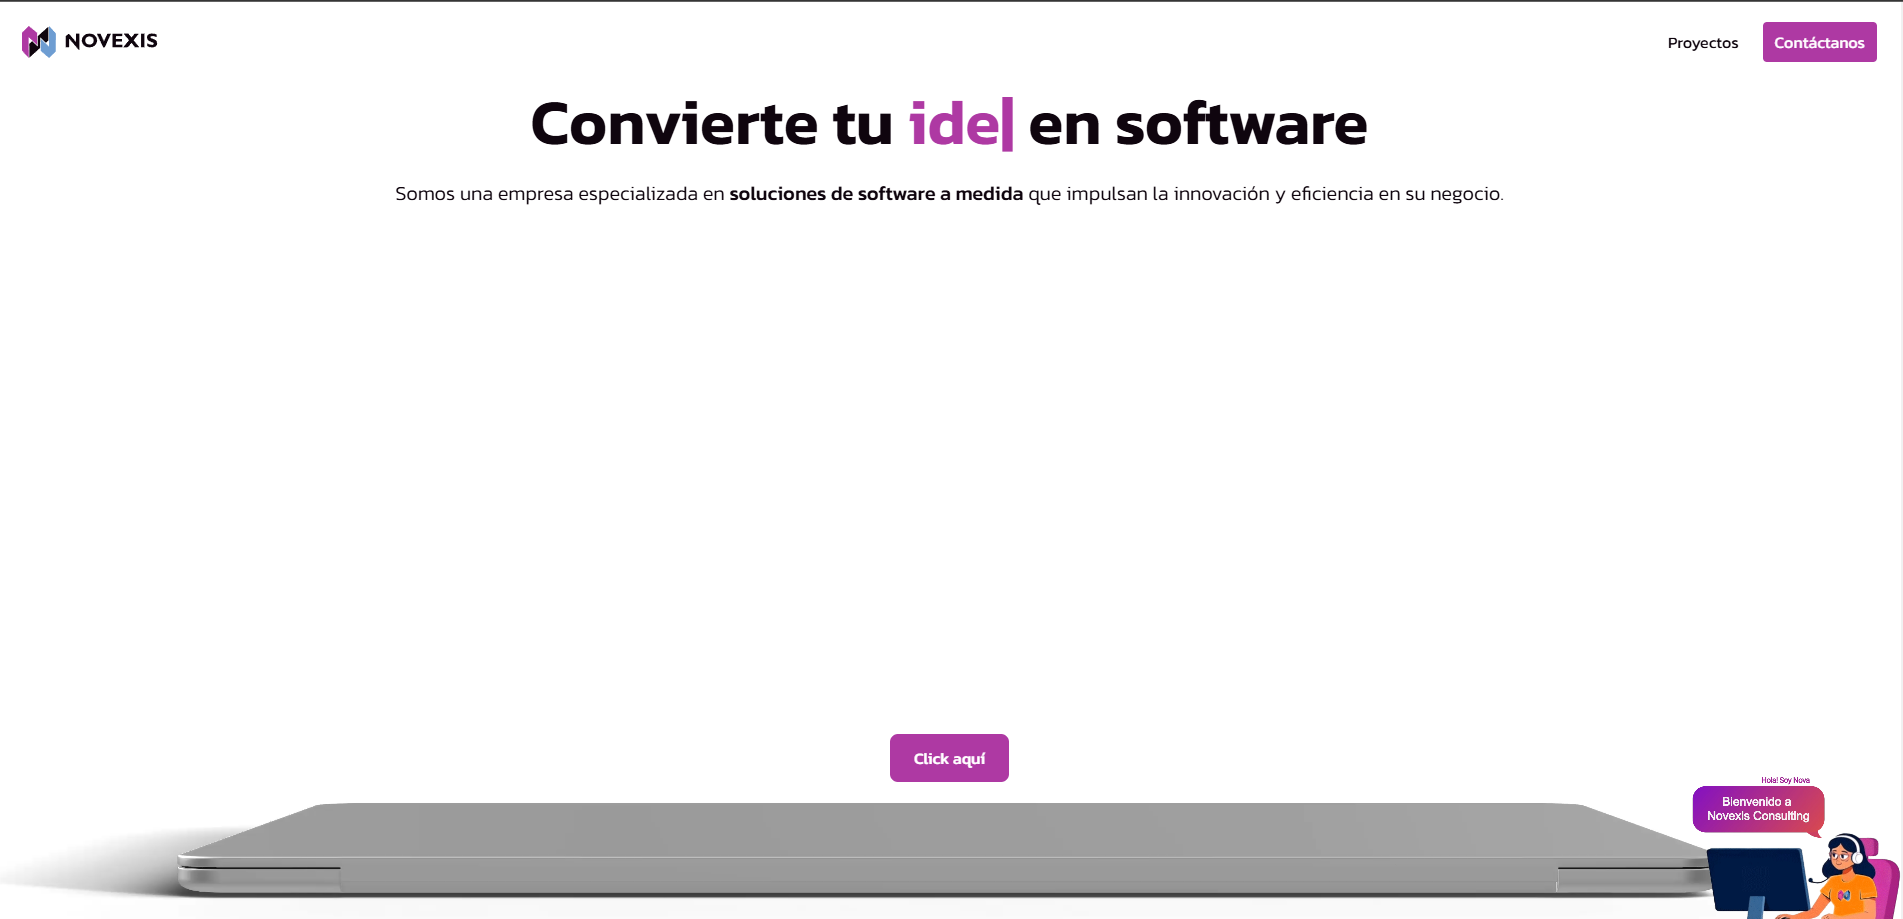 NOVEXIS
Proyectos
Contáctanos
Convierte tu ide| en software
Somos una empresa especializada en soluciones de software a medida que impulsan la innovación y eficiencia en su negocio.
Click aquí
Hola! Soy Nova
Bienvenido a
Novexis Consulting